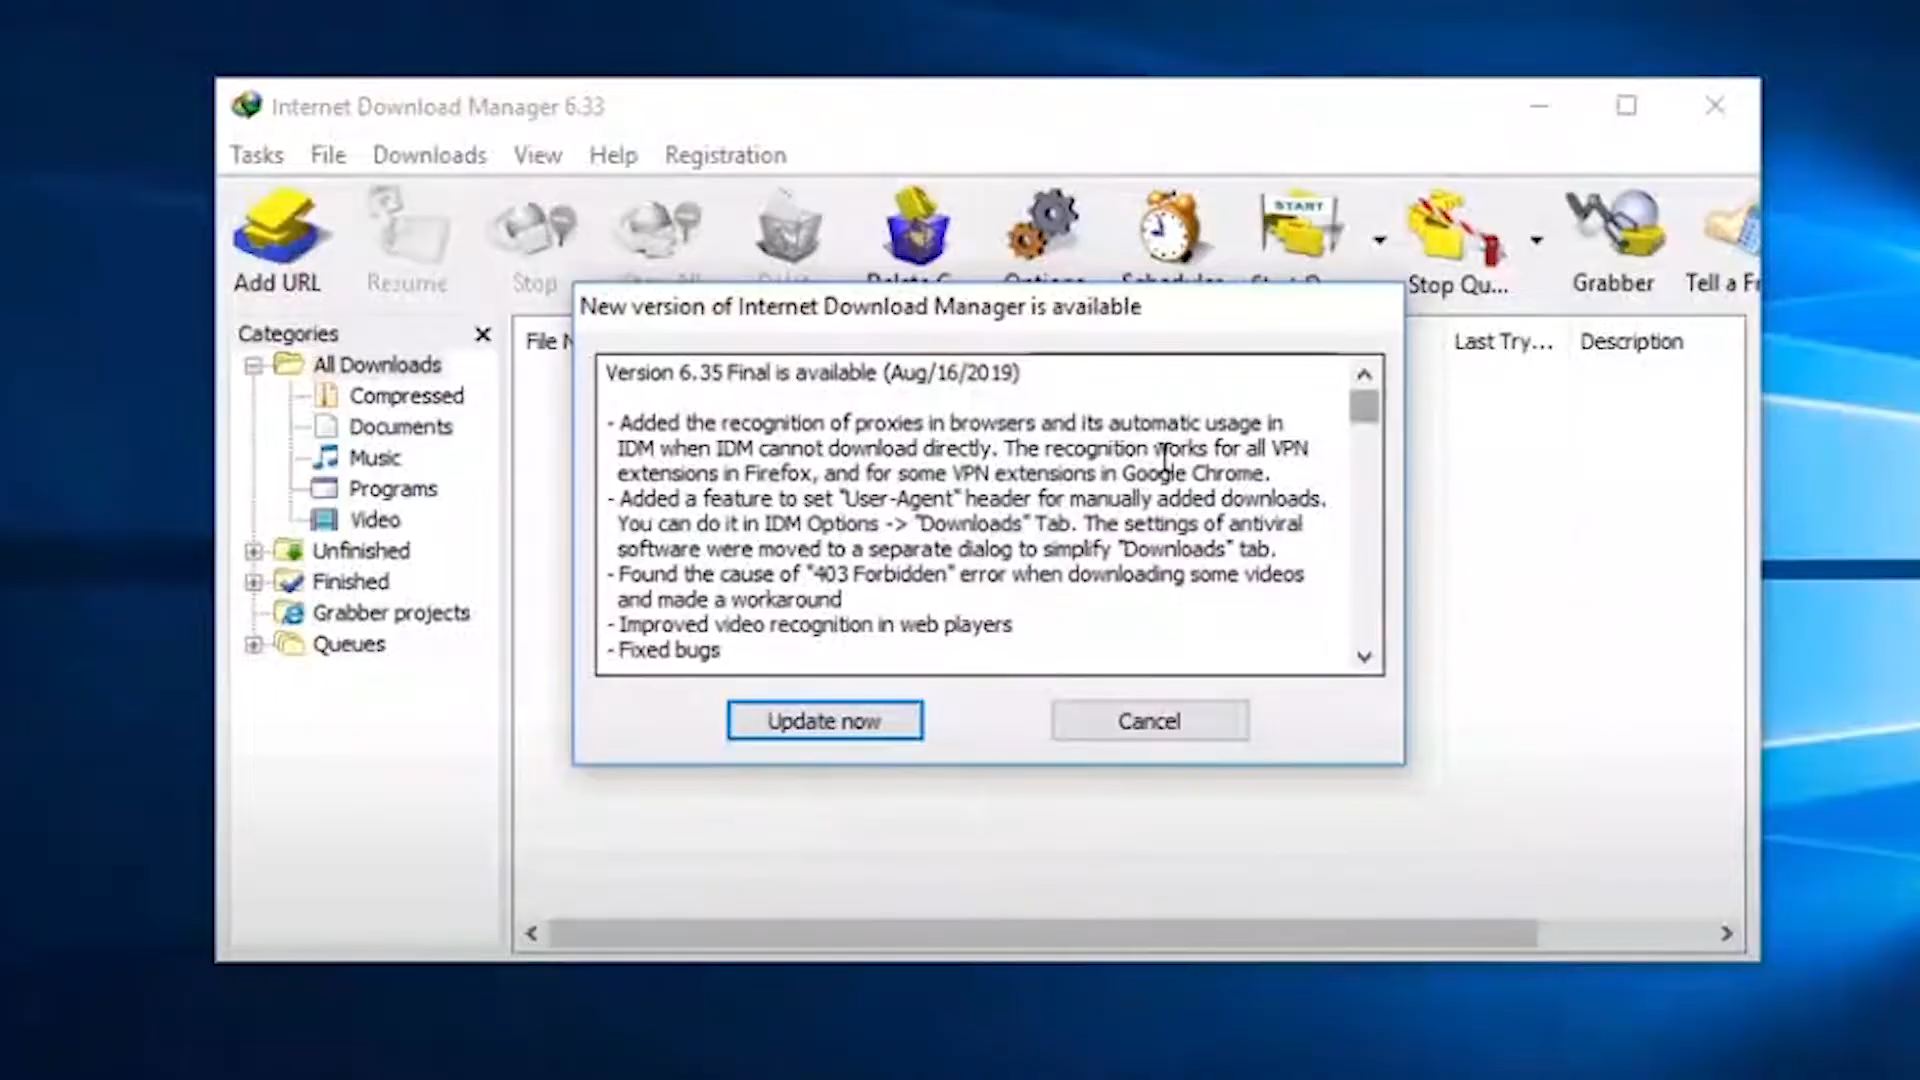 Internet Download Manager 6.33
Tasks File Downloads View Help Registration
START
Add URL Resume Stop Stop Qu... Grabber Tell a Fr
New version of Internet Download Manager is available
Categories
File N
Last Try... Description
All Downloads
Compressed
Documents
Music
Programs
Video
Unfinished
Finished
Grabber projects
Queues
Version 6.35 Final is available (Aug/16/2019)
- Added the recognition of proxies in browsers and its automatic usage in
IDM when IDM cannot download directly. The recognition works for all VPN
extensions in Firefox, and for some VPN extensions in Google Chrome.
- Added a feature to set "User-Agent" header for manually added downloads.
You can do it in IDM Options -> "Downloads" Tab. The settings of antiviral
software were moved to a separate dialog to simplify "Downloads" tab.
- Found the cause of "403 Forbidden" error when downloading some videos
and made a workaround
- Improved video recognition in web players
- Fixed bugs
Update now Cancel